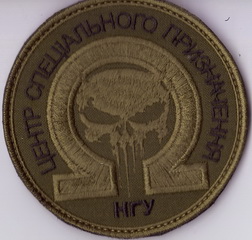 ЦЕНТР СПЕЦІАЛЬНОГО ПРИЗНАЧЕННЯ
НГУ